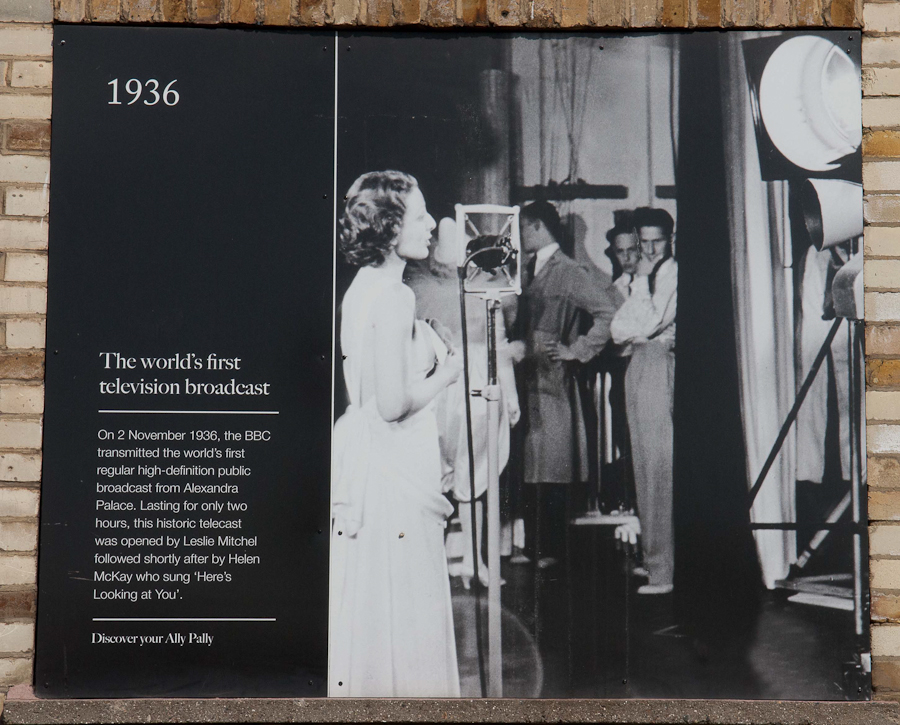 1936
The world's first
television broadcast
On 2 November 1936, the BBC
transmitted the world's first
regular high-definition public
broadcast from Alexandra
Palace. Lasting for only two
hours, this historic telecast
was opened by Leslie Mitchel
followed shortly after by Helen
McKay who sung ‘Here's
Looking at You’.
Discover your Ally Pally